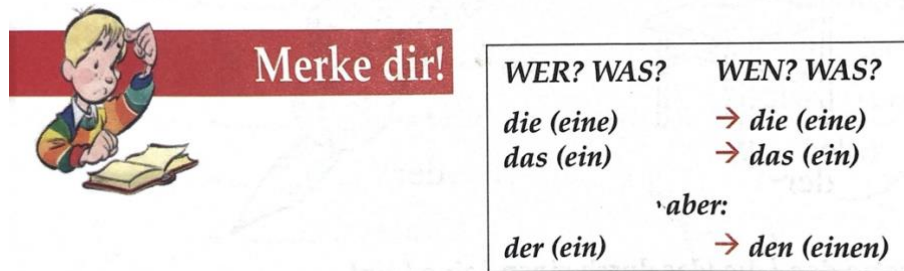 Merke dir!
WER? WAS? WEN? WAS?
die (eine) → die (eine)
das (ein) → das (ein)
aber:
der (ein) → den (einen)